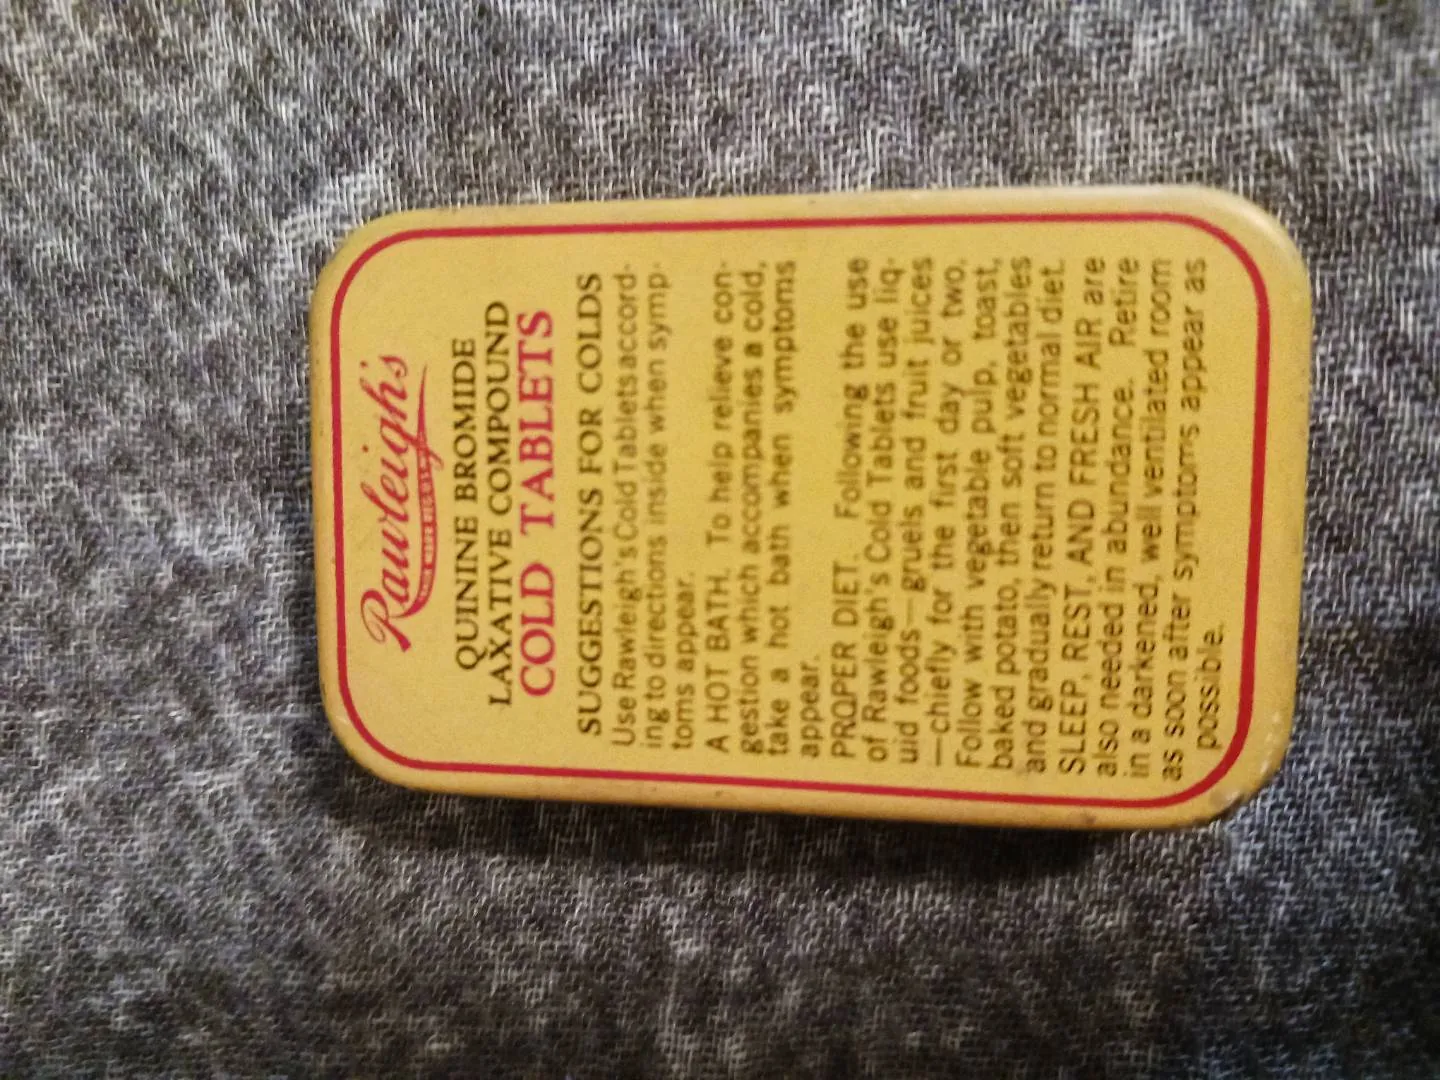 Rawleigh's
TRADE MARK REG. U.S. PAT. OFF.
QUININE BROMIDE
LAXATIVE COMPOUND
COLD TABLETS
SUGGESTIONS FOR COLDS
Use Rawleigh's Cold Tablets accord-
ing to directions inside when symp-
toms appear.
A HOT BATH. To help relieve con-
gestion which accompanies a cold,
take a hot bath when symptoms
appear.
PROPER DIET. Following the use
of Rawleigh's Cold Tablets use liq-
uid foods—gruels and fruit juices
—chiefly for the first day or two.
Follow with vegetable pulp, toast,
baked potato, then soft vegetables
and gradually return to normal diet.
SLEEP, REST, AND FRESH AIR are
also needed in abundance. Retire
in a darkened, well ventilated room
as soon after symptoms appear as
possible.